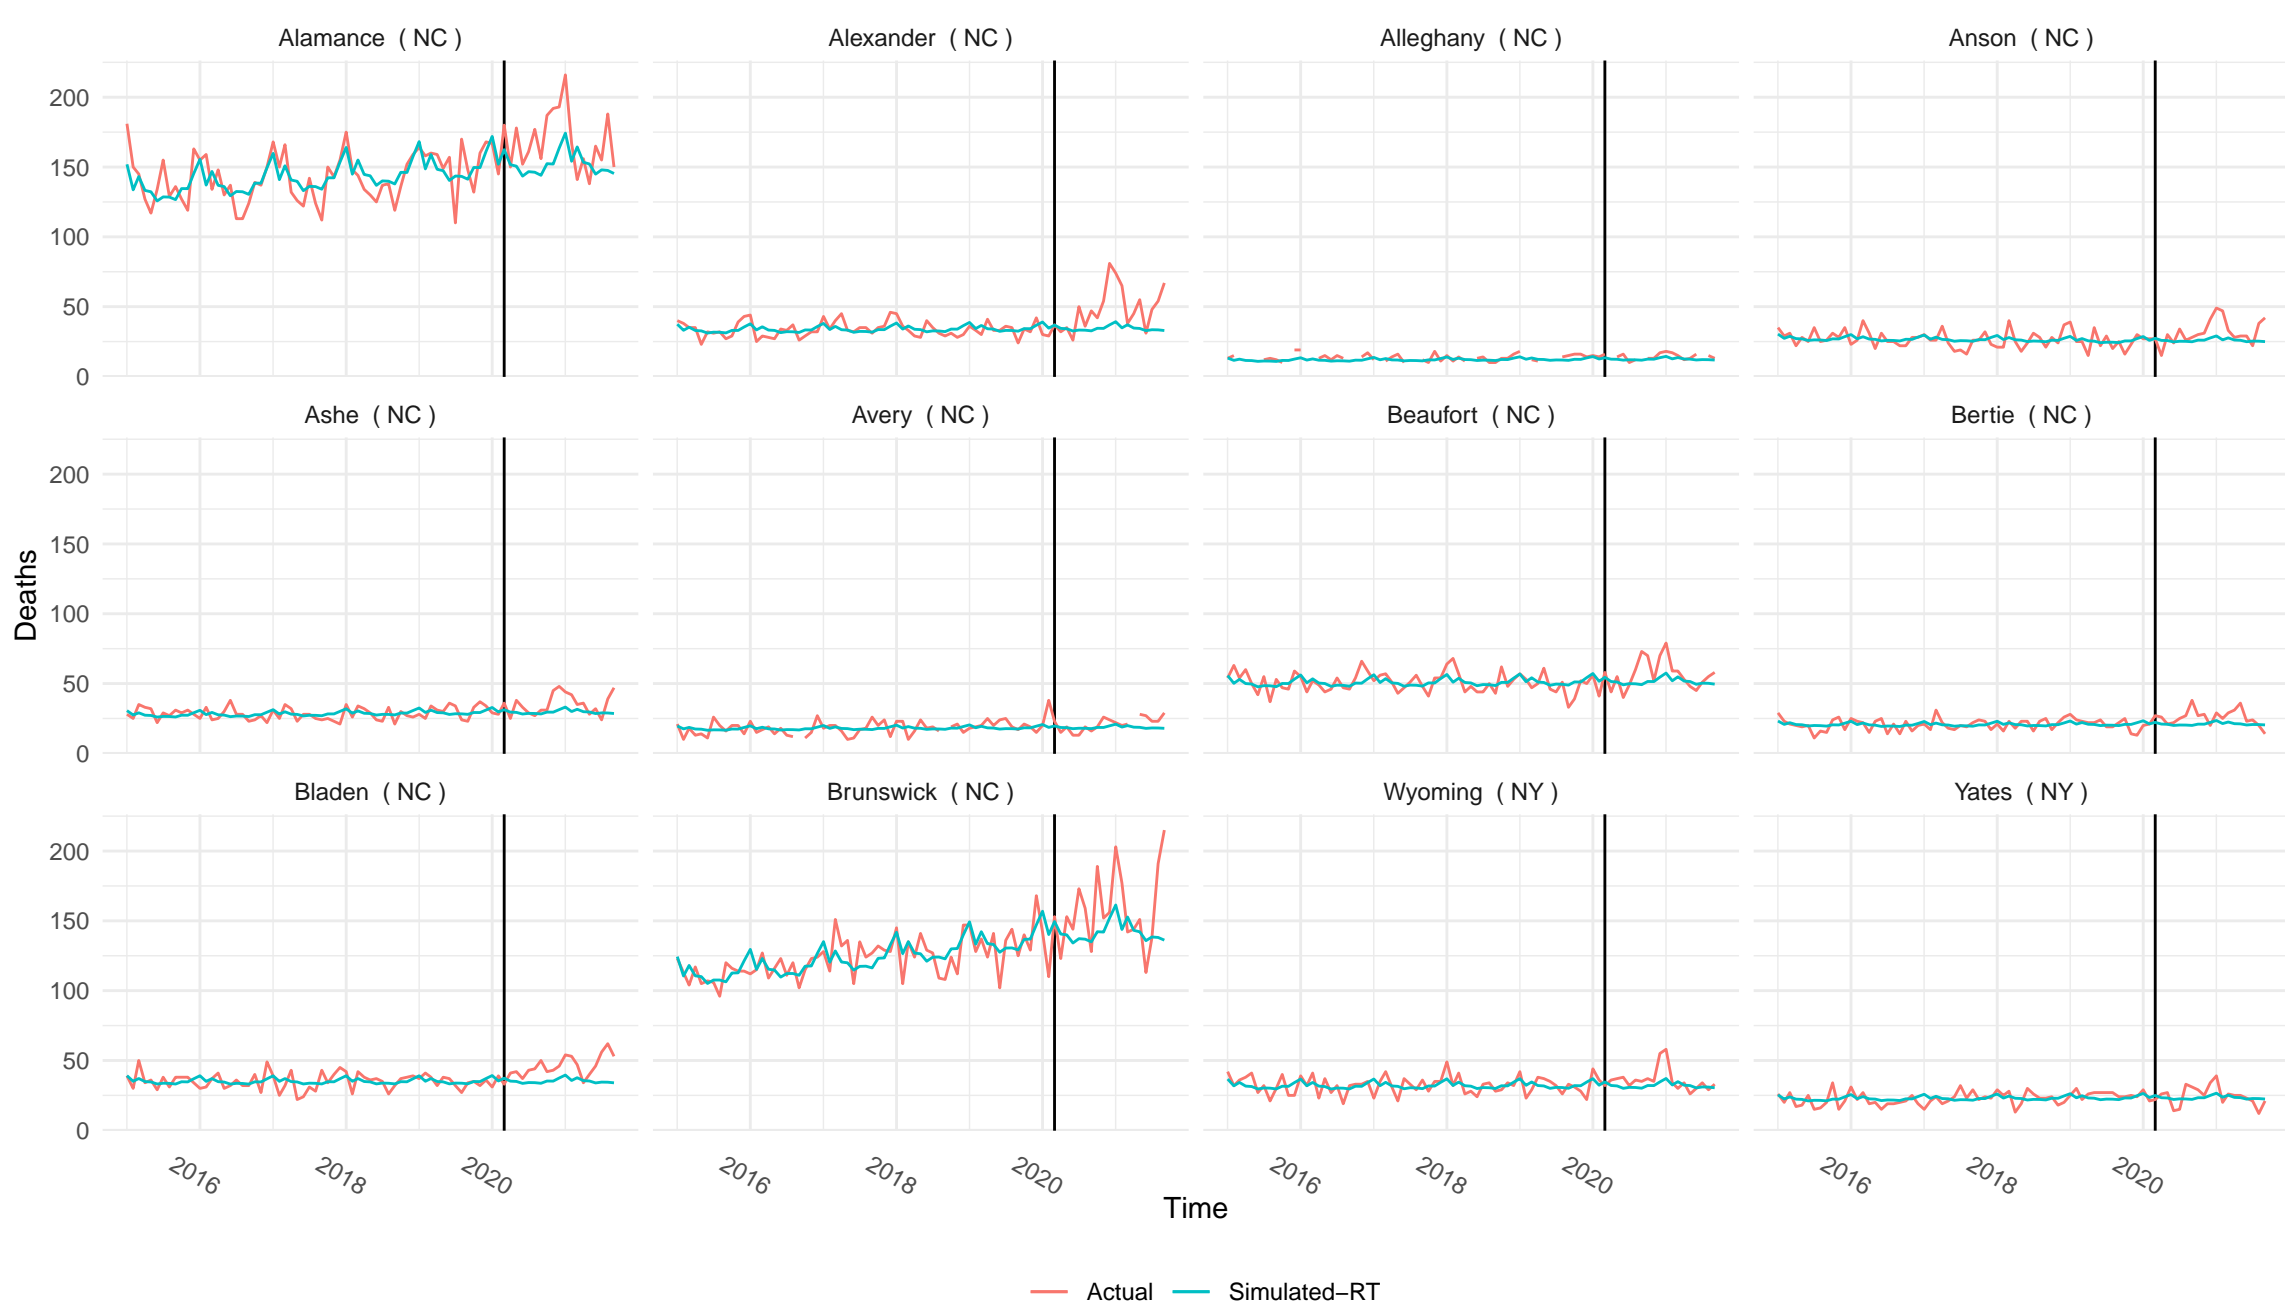 Alamance ( NC )
Alexander ( NC )
Alleghany ( NC )
Anson ( NC )
200
150
100
50
0
Ashe ( NC )
Avery ( NC )
Beaufort ( NC )
Bertie ( NC )
200
150
100
50
0
Deaths
Bladen ( NC )
Brunswick ( NC )
Wyoming ( NY )
Yates ( NY )
200
150
100
50
0
2016 2018 2020
2016 2018 2020
2016 2018 2020
2016 2018 2020
Time
Actual Simulated−RT